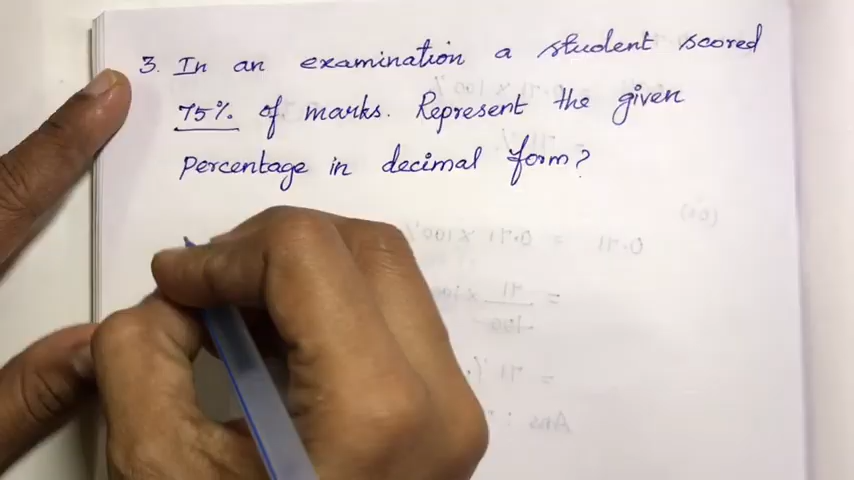 3. In an examination a student scored
75% of marks. Represent the given
percentage in decimal form?